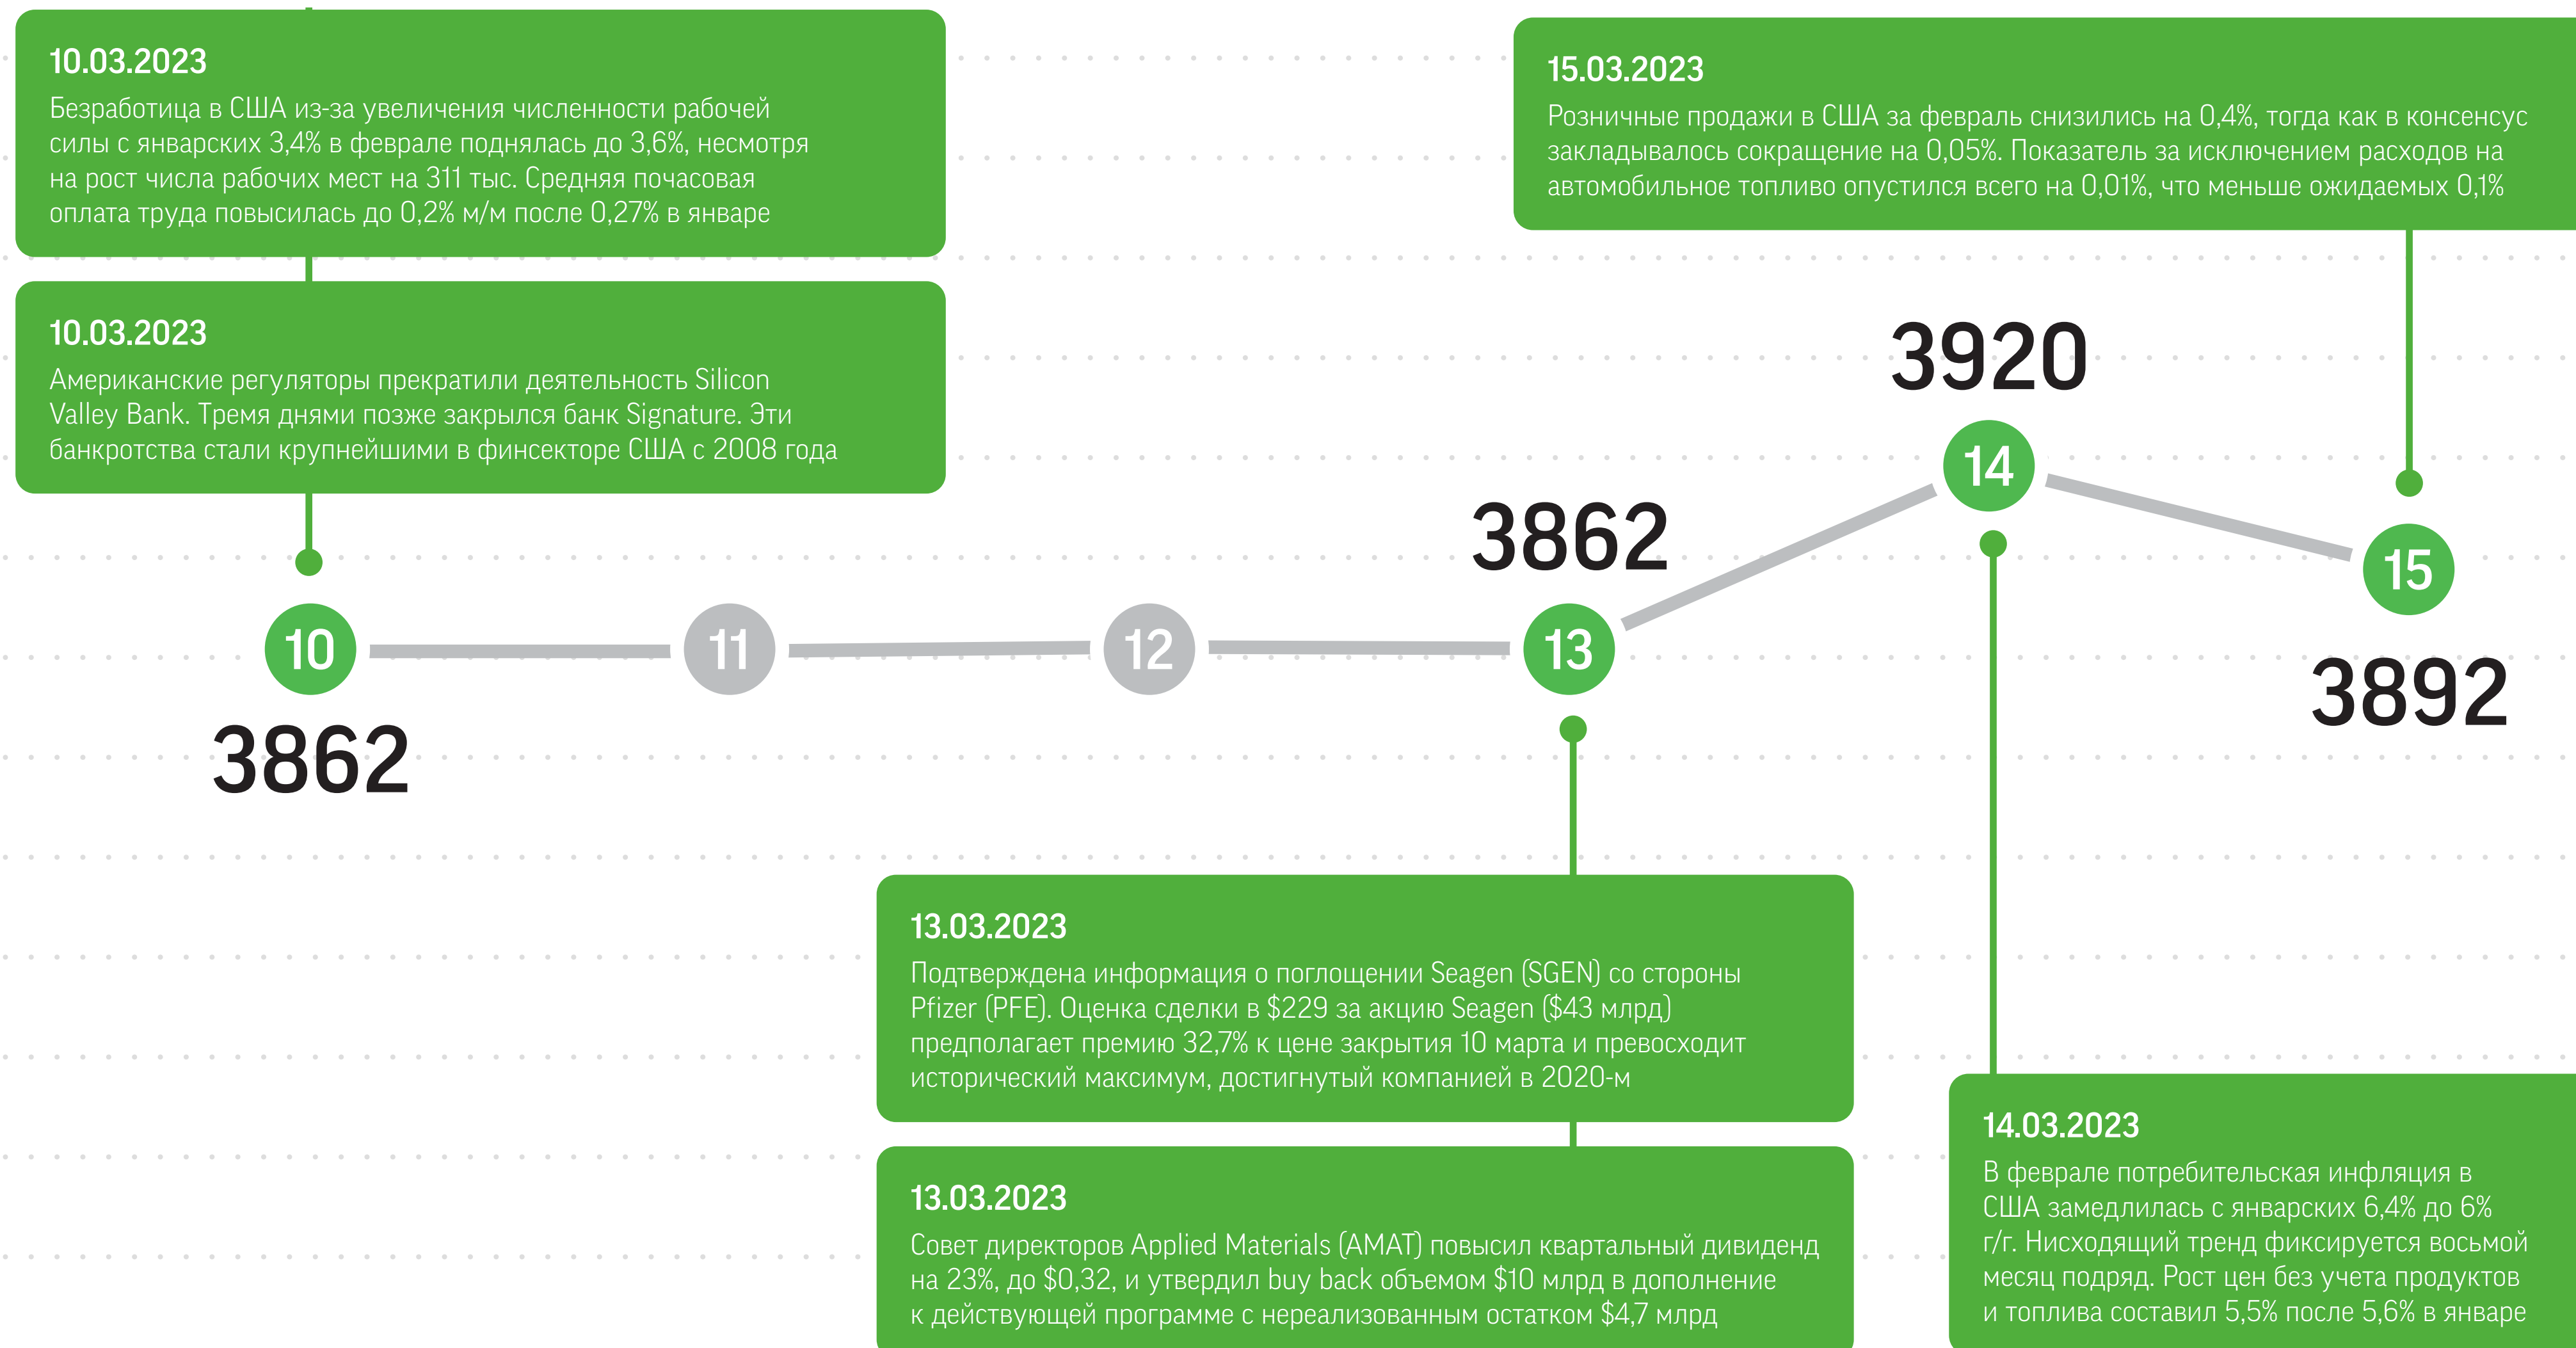 10.03.2023
Безработица в США из-за увеличения численности рабочей
силы с январских 3,4% в феврале поднялась до 3,6%, несмотря
на рост числа рабочих мест на 311 тыс. Средняя почасовая
оплата труда повысилась до 0,2% м/м после 0,27% в январе
10.03.2023
Американские регуляторы прекратили деятельность Silicon
Valley Bank. Тремя днями позже закрылся банк Signature. Эти
банкротства стали крупнейшими в финсекторе США с 2008 года
15.03.2023
Розничные продажи в США за февраль снизились на 0,4%, тогда как в консенсус
закладывалось сокращение на 0,05%. Показатель за исключением расходов на
автомобильное топливо опустился всего на 0,01%, что меньше ожидаемых 0,1%
3920
14
3862
15
10
11
12
13
3892
3862
13.03.2023
Подтверждена информация о поглощении Seagen (SGEN) со стороны
Pfizer (PFE). Оценка сделки в $229 за акцию Seagen ($43 млрд)
предполагает премию 32,7% к цене закрытия 10 марта и превосходит
исторический максимум, достигнутый компанией в 2020-м
13.03.2023
Совет директоров Applied Materials (AMAT) повысил квартальный дивиденд
на 23%, до $0,32, и утвердил buy back объемом $10 млрд в дополнение
к действующей программе с нереализованным остатком $4,7 млрд
14.03.2023
В феврале потребительская инфляция в
США замедлилась с январских 6,4% до 6%
г/г. Нисходящий тренд фиксируется восьмой
месяц подряд. Рост цен без учета продуктов
и топлива составил 5,5% после 5,6% в январе